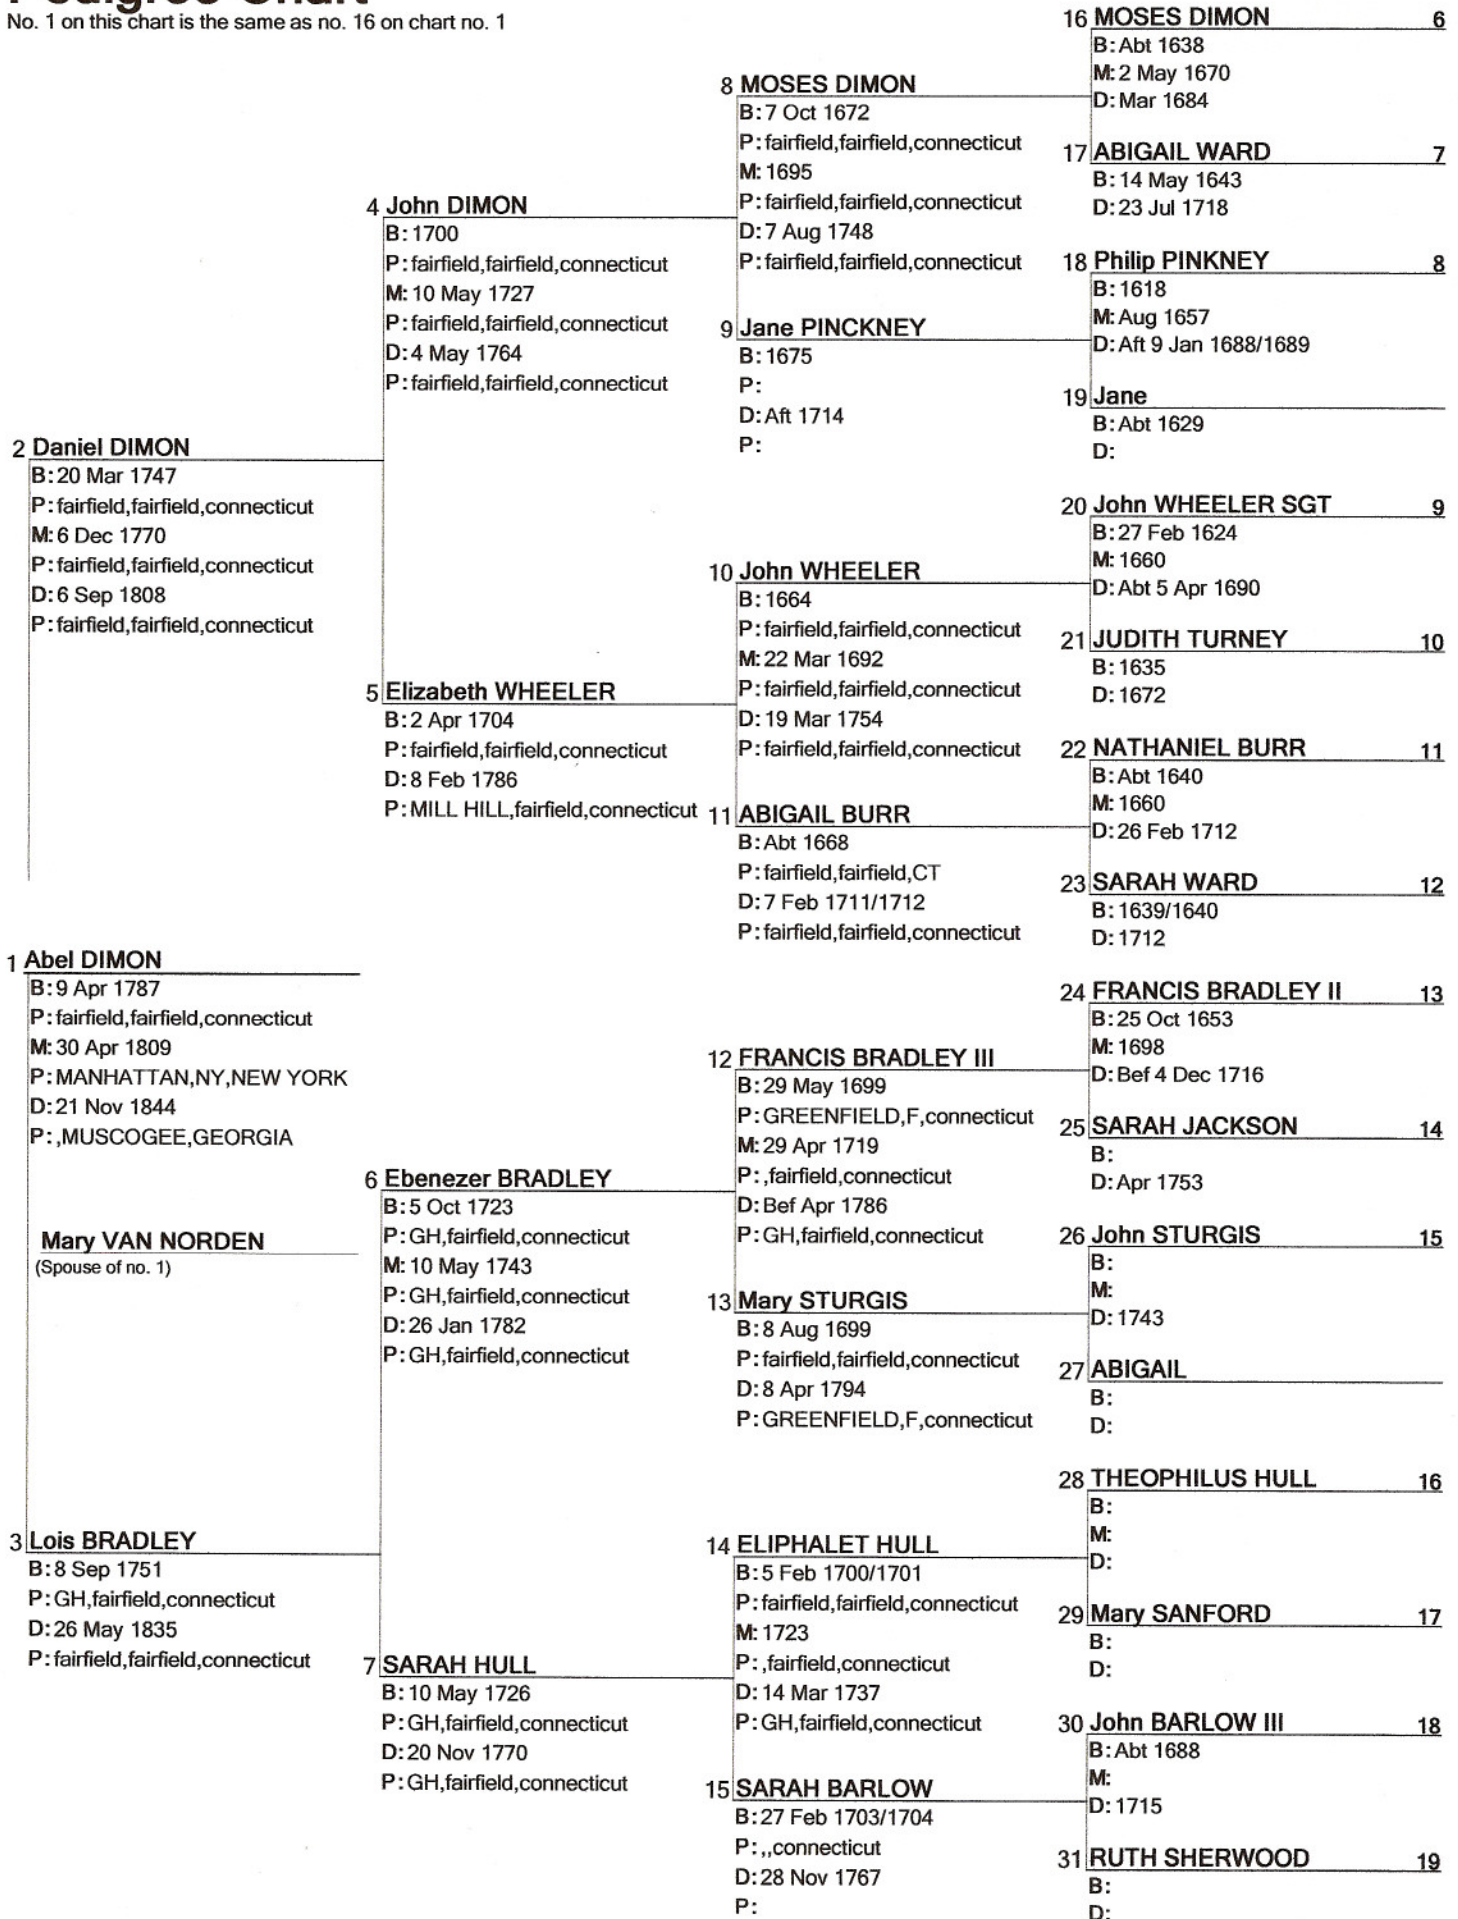 Pedigree Chart
No. 1 on this chart is the same as no. 16 on chart no. 1
16 MOSES DIMON 6
B: Abt 1638
M: 2 May 1670
D: Mar 1684
8 MOSES DIMON
B: 7 Oct 1672
P: fairfield,fairfield,connecticut
M: 1695
P: fairfield,fairfield,connecticut
D: 7 Aug 1748
P: fairfield,fairfield,connecticut
17 ABIGAIL WARD 7
B: 14 May 1643
D: 23 Jul 1718
4 John DIMON
B: 1700
P: fairfield,fairfield,connecticut
M: 10 May 1727
P: fairfield,fairfield,connecticut
D: 4 May 1764
P: fairfield,fairfield,connecticut
18 Philip PINKNEY 8
B: 1618
M: Aug 1657
D: Aft 9 Jan 1688/1689
9 Jane PINCKNEY
B: 1675
P:
D: Aft 1714
P:
19 Jane
B: Abt 1629
D:
2 Daniel DIMON
B: 20 Mar 1747
P: fairfield,fairfield,connecticut
M: 6 Dec 1770
P: fairfield,fairfield,connecticut
D: 6 Sep 1808
P: fairfield,fairfield,connecticut
20 John WHEELER SGT 9
B: 27 Feb 1624
M: 1660
D: Abt 5 Apr 1690
10 John WHEELER
B: 1664
P: fairfield,fairfield,connecticut
M: 22 Mar 1692
P: fairfield,fairfield,connecticut
D: 19 Mar 1754
P: fairfield,fairfield,connecticut
21 JUDITH TURNEY 10
B: 1635
D: 1672
5 Elizabeth WHEELER
B: 2 Apr 1704
P: fairfield,fairfield,connecticut
D: 8 Feb 1786
P: MILL HILL,fairfield,connecticut
22 NATHANIEL BURR 11
B: Abt 1640
M: 1660
D: 26 Feb 1712
11 ABIGAIL BURR
B: Abt 1668
P: fairfield,fairfield,CT
D: 7 Feb 1711/1712
P: fairfield,fairfield,connecticut
23 SARAH WARD 12
B: 1639/1640
D: 1712
1 Abel DIMON
B: 9 Apr 1787
P: fairfield,fairfield,connecticut
M: 30 Apr 1809
P: MANHATTAN,NY,NEW YORK
D: 21 Nov 1844
P: ,MUSCOGEE,GEORGIA
24 FRANCIS BRADLEY II 13
B: 25 Oct 1653
M: 1698
D: Bef 4 Dec 1716
12 FRANCIS BRADLEY III
B: 29 May 1699
P: GREENFIELD,F,connecticut
M: 29 Apr 1719
P: ,fairfield,connecticut
D: Bef Apr 1786
P: GH,fairfield,connecticut
25 SARAH JACKSON 14
B:
D: Apr 1753
6 Ebenezer BRADLEY
B: 5 Oct 1723
P: GH,fairfield,connecticut
M: 10 May 1743
P: GH,fairfield,connecticut
D: 26 Jan 1782
P: GH,fairfield,connecticut
Mary VAN NORDEN
(Spouse of no. 1)
26 John STURGIS 15
B:
M:
D: 1743
13 Mary STURGIS
B: 8 Aug 1699
P: fairfield,fairfield,connecticut
D: 8 Apr 1794
P: GREENFIELD,F,connecticut
27 ABIGAIL
B:
D:
28 THEOPHILUS HULL 16
B:
M:
D:
3 Lois BRADLEY
B: 8 Sep 1751
P: GH,fairfield,connecticut
D: 26 May 1835
P: fairfield,fairfield,connecticut
14 ELIPHALET HULL
B: 5 Feb 1700/1701
P: fairfield,fairfield,connecticut
M: 1723
P: ,fairfield,connecticut
D: 14 Mar 1737
P: GH,fairfield,connecticut
29 Mary SANFORD 17
B:
D:
7 SARAH HULL
B: 10 May 1726
P: GH,fairfield,connecticut
D: 20 Nov 1770
P: GH,fairfield,connecticut
30 John BARLOW III 18
B: Abt 1688
M:
D: 1715
15 SARAH BARLOW
B: 27 Feb 1703/1704
P: ,,connecticut
D: 28 Nov 1767
P:
31 RUTH SHERWOOD 19
B:
D: